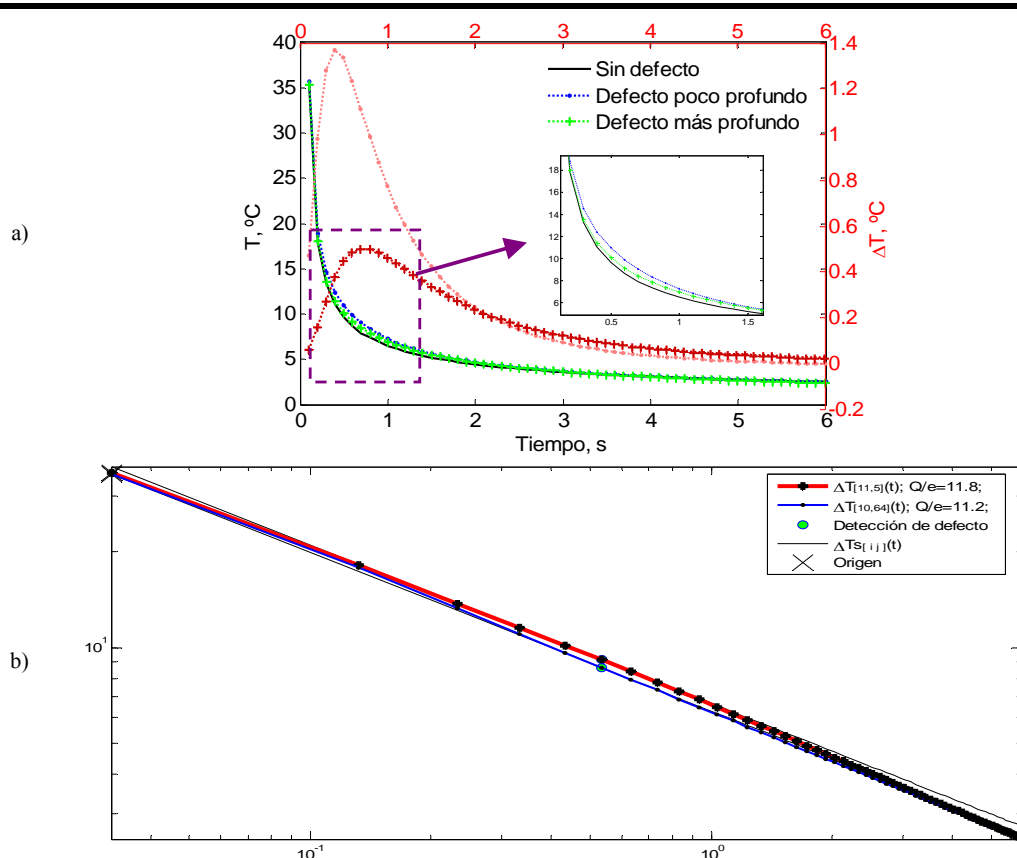 a)
0 1 2 3 4 5 6
40
35
30
25
20
15
10
5
0
T, ºC
Sin defecto
Defecto poco profundo
Defecto más profundo
18
16
14
12
10
8
6
0.5 1 1.5
1.4
1.2
1
0.8
0.6
0.4
0.2
0
-0.2
ΔT, ºC
0 1 2 3 4 5 6
Tiempo, s
b)
10¹
ΔT[11,5](t); Q/e=11.8;
ΔT[10,64](t); Q/e=11.2;
Detección de defecto
ΔTs[ i j ](t)
Origen
10⁻¹ 10⁰